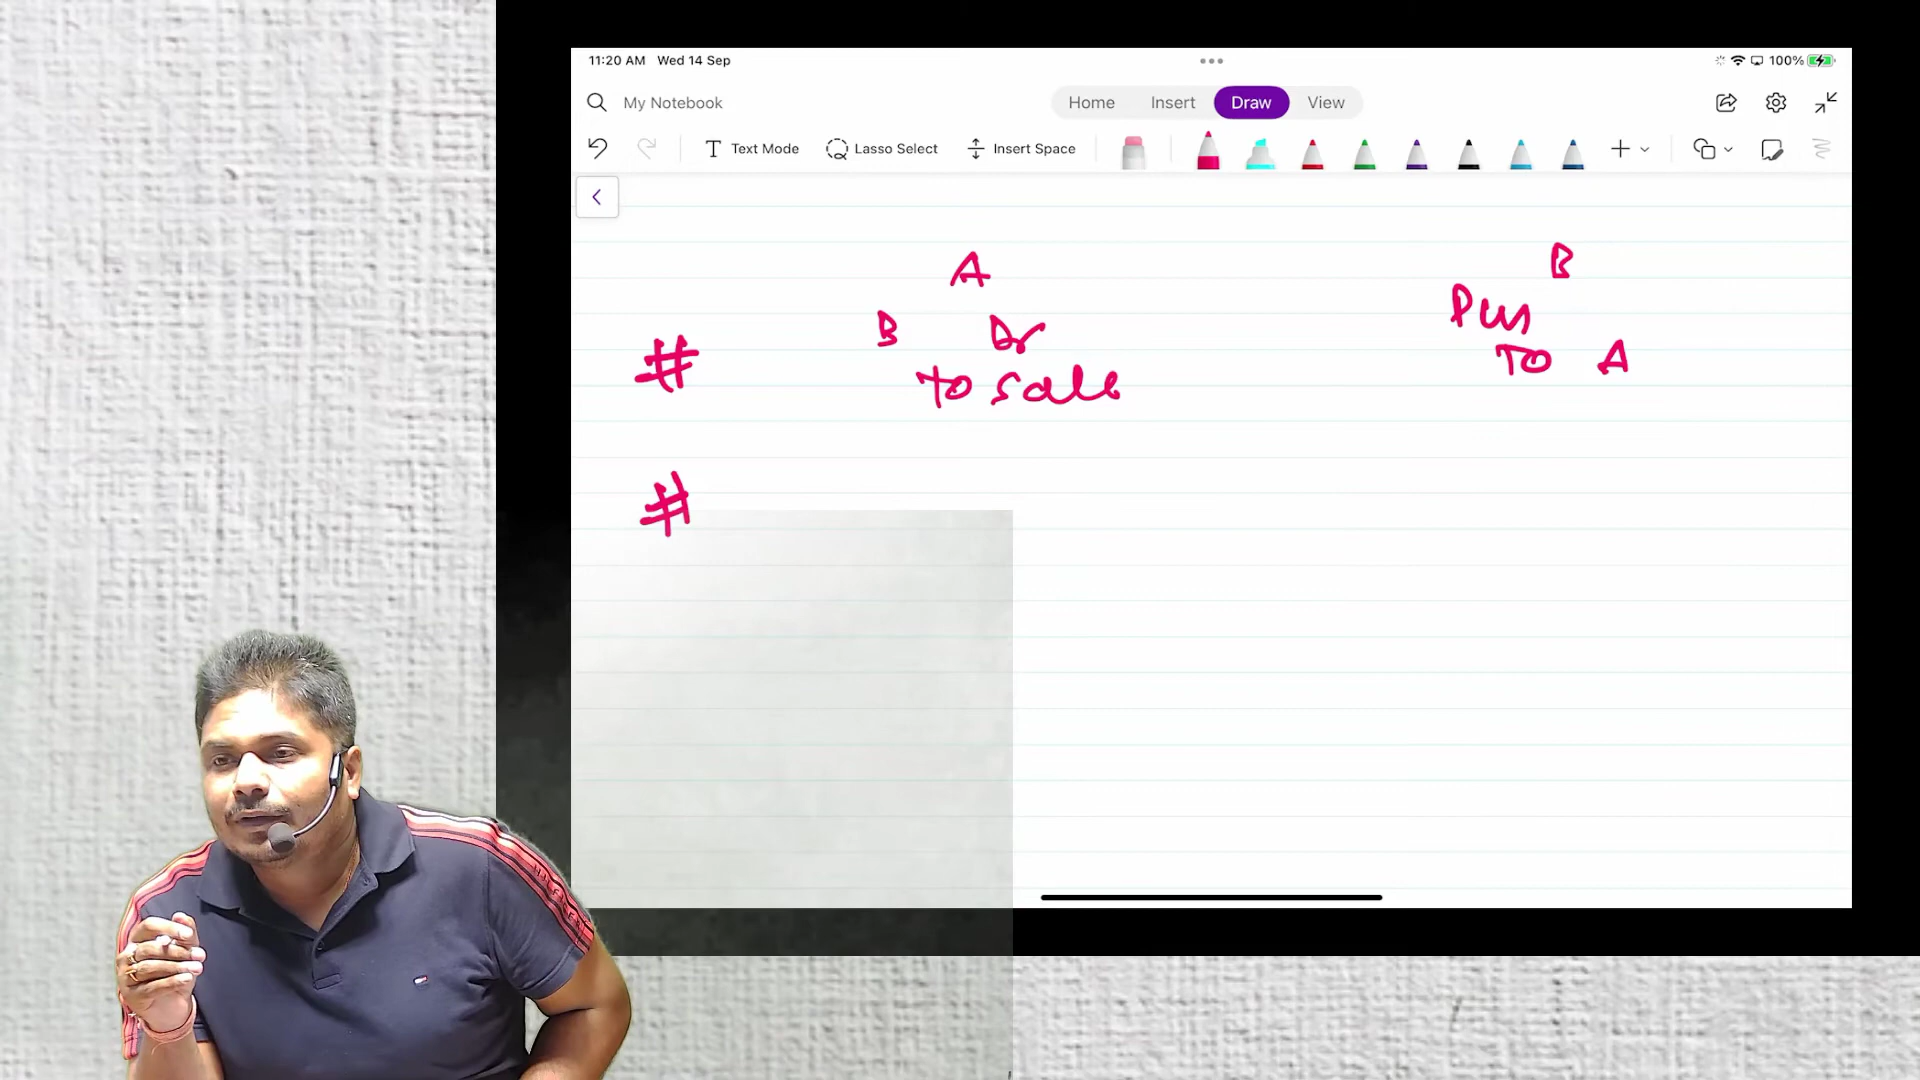 11:20 AM Wed 14 Sep
100%
My Notebook
Home Insert Draw View
Text Mode Lasso Select Insert Space
A
B Dr
To Sale
B
Pur
To A
#
#